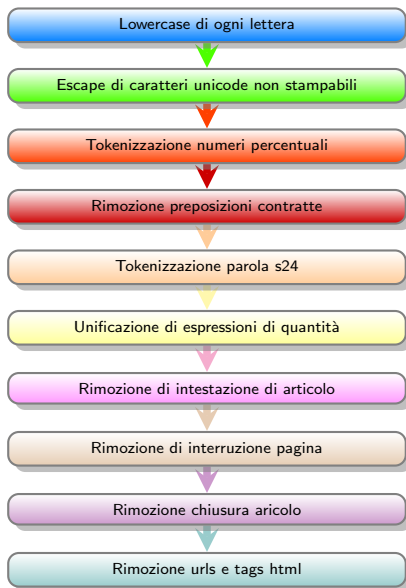 Lowercase di ogni lettera
Escape di caratteri unicode non stampabili
Tokenizzazione numeri percentuali
Rimozione preposizioni contratte
Tokenizzazione parola s24
Unificazione di espressioni di quantità
Rimozione di intestazione di articolo
Rimozione di interruzione pagina
Rimozione chiusura aricolo
Rimozione urls e tags html